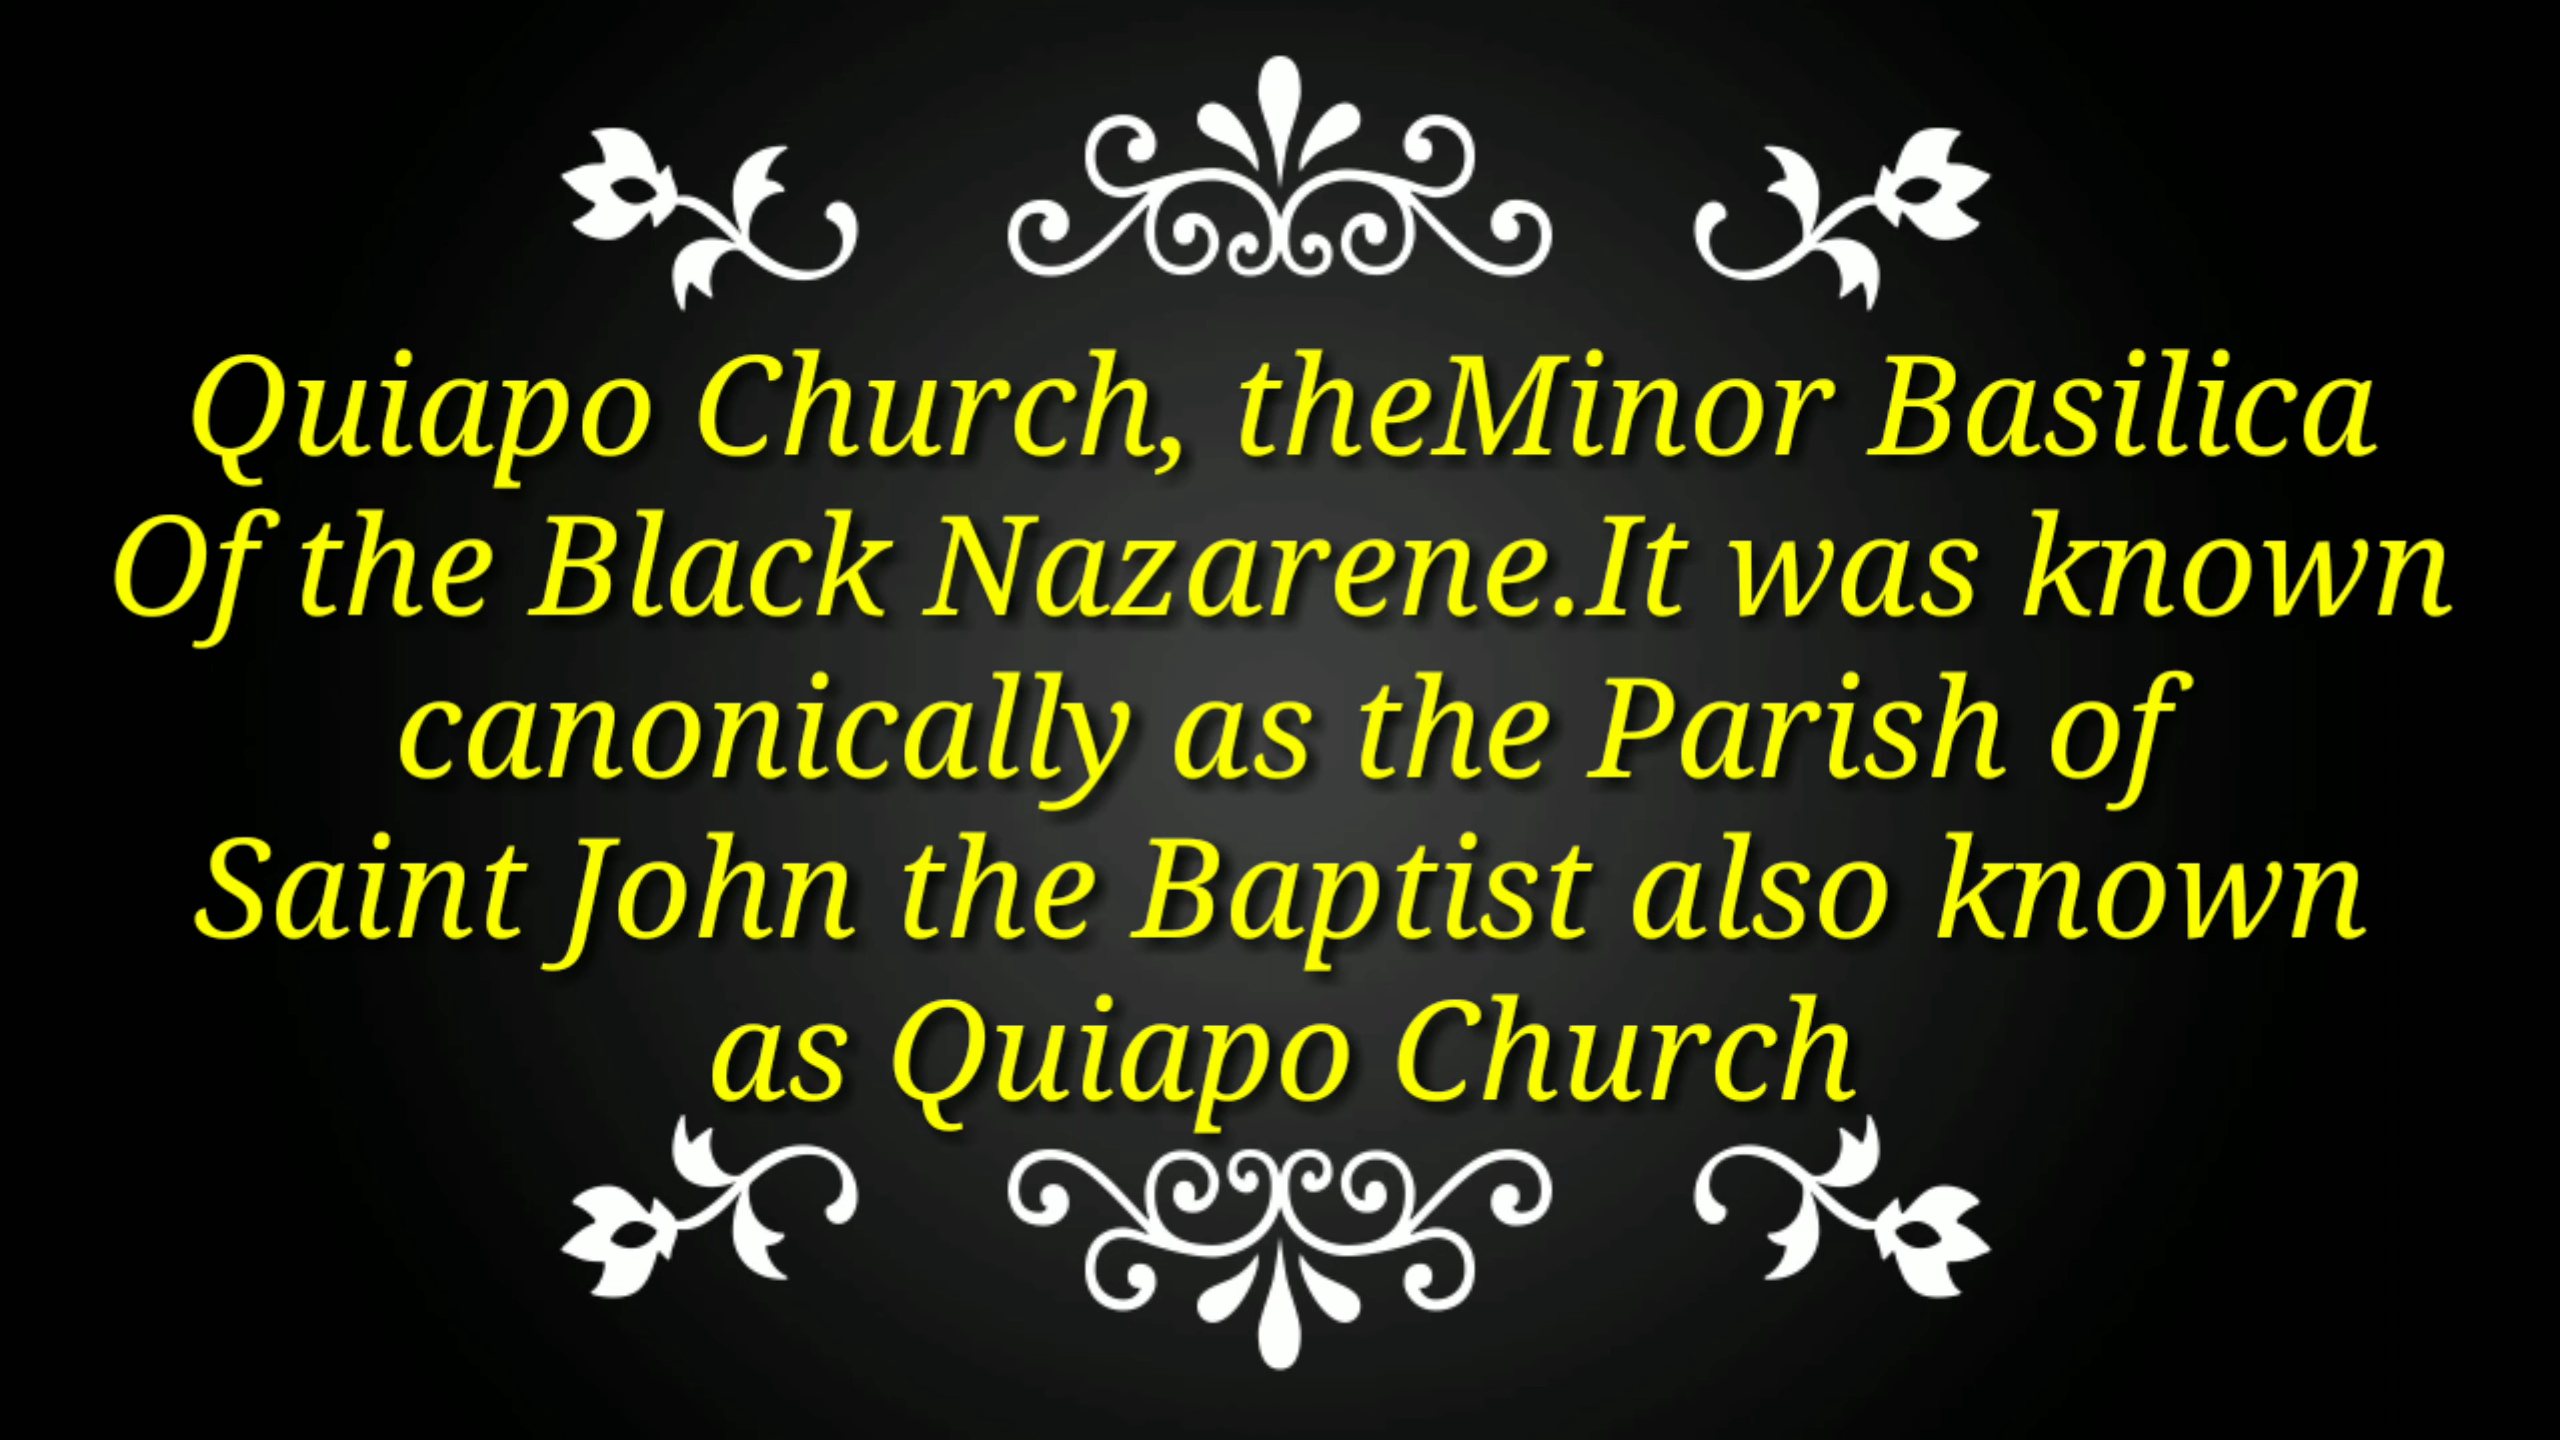 Quiapo Church, theMinor Basilica
Of the Black Nazarene.It was known
canonically as the Parish of
Saint John the Baptist also known
as Quiapo Church